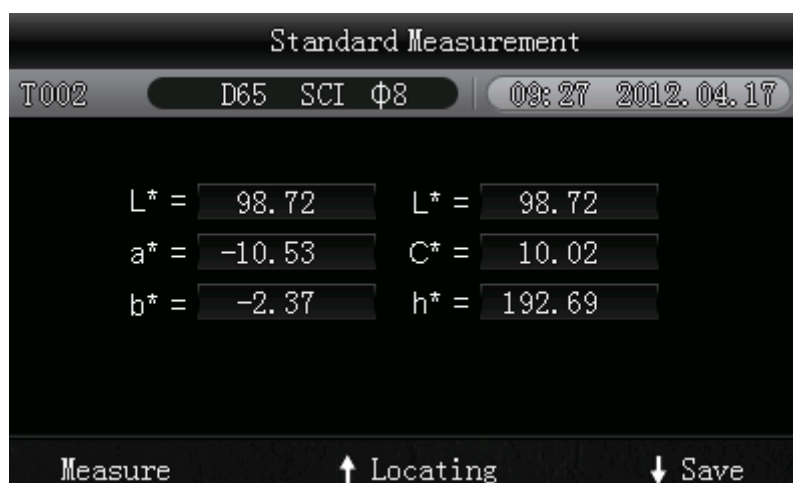 Standard Measurement
T002 D65 SCI Φ8 09:27 2012.04.17
L* = 98.72 L* = 98.72
a* = -10.53 C* = 10.02
b* = -2.37 h* = 192.69
Measure ↑ Locating ↓ Save